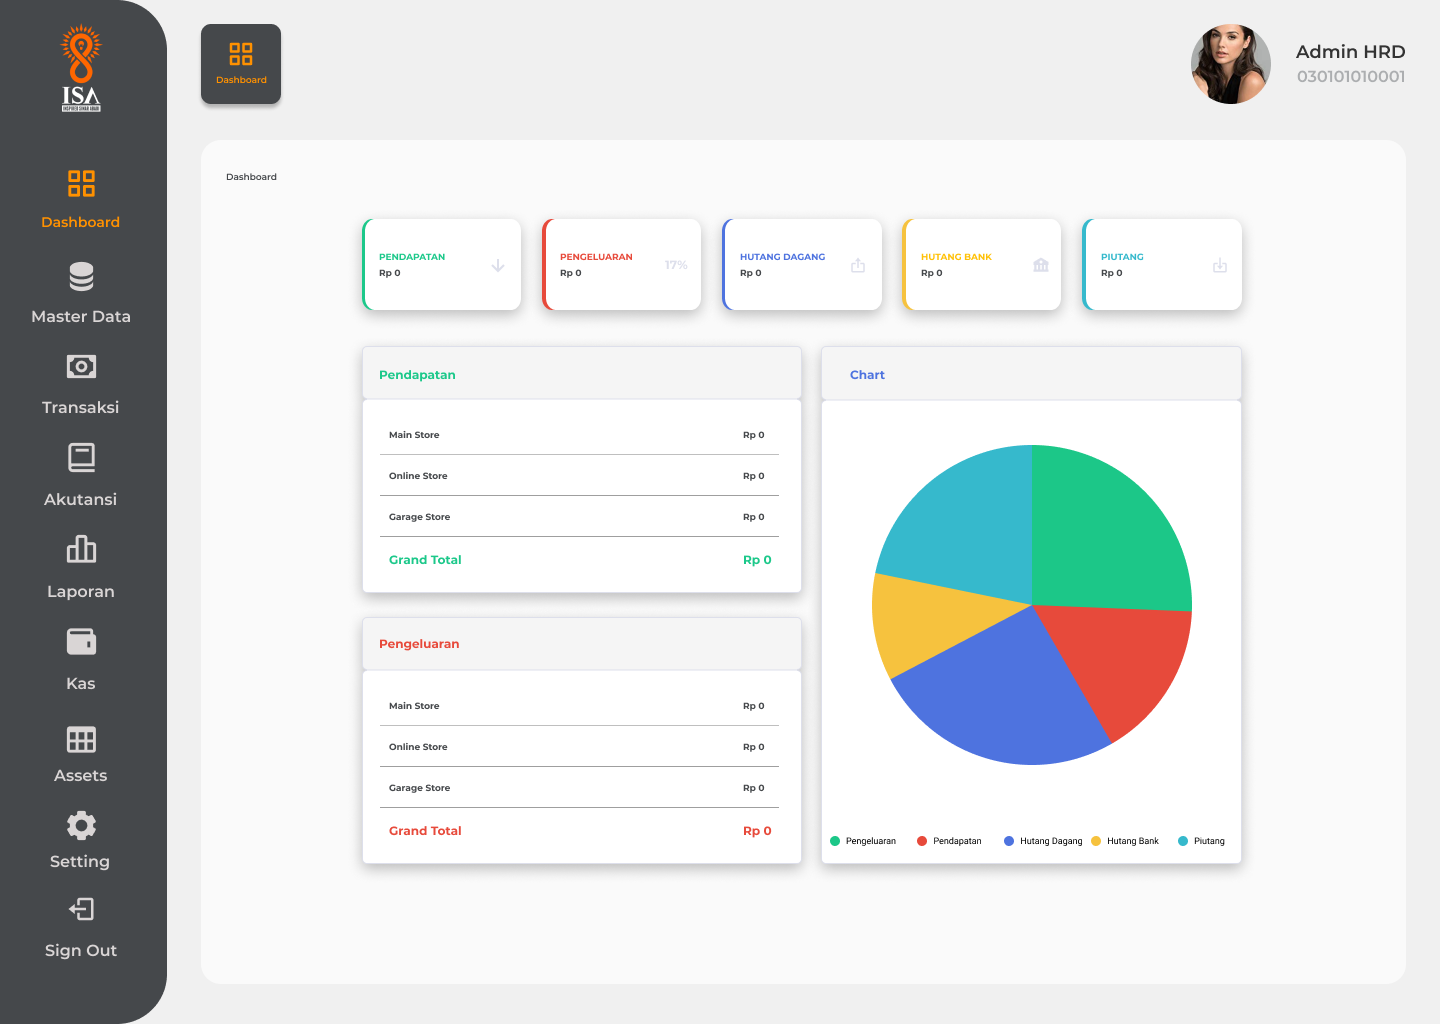 ISA
INSPIRASI SINAR ABADI
Dashboard
Master Data
Transaksi
Akutansi
Laporan
Kas
Assets
Setting
Sign Out
Dashboard
Admin HRD
030101010001
Dashboard
PENDAPATAN
Rp 0
PENGELUARAN
Rp 0
17%
HUTANG DAGANG
Rp 0
HUTANG BANK
Rp 0
PIUTANG
Rp 0
Pendapatan
Main Store Rp 0
Online Store Rp 0
Garage Store Rp 0
Grand Total Rp 0
Pengeluaran
Main Store Rp 0
Online Store Rp 0
Garage Store Rp 0
Grand Total Rp 0
Chart
Pengeluaran Pendapatan Hutang Dagang Hutang Bank Piutang